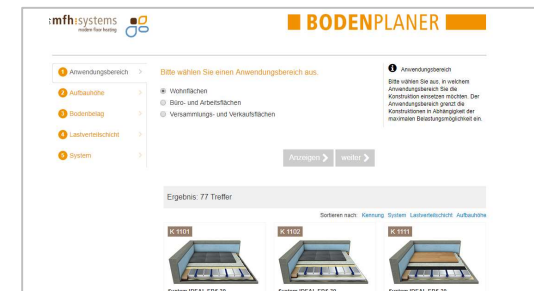 mfh systems
modern floor heating
BODENPLANER
1 Anwendungsbereich
2 Aufbauhöhe
3 Bodenbelag
4 Lastverteilschicht
5 System
Bitte wählen Sie einen Anwendungsbereich aus.
Wohnflächen
Büro- und Arbeitsflächen
Versammlungs- und Verkaufsflächen
Anzeigen
weiter
Anwendungsbereich
Bitte wählen Sie aus, in welchem
Anwendungsbereich Sie die
Konstruktion einsetzen möchten. Der
Anwendungsbereich grenzt die
Konstruktionen in Abhängigkeit der
maximalen Belastungsmöglichkeit ein.
Ergebnis: 77 Treffer
Sortieren nach: Kennung System Lastverteilschicht Aufbauhöhe
K 1101
K 1102
K 1111